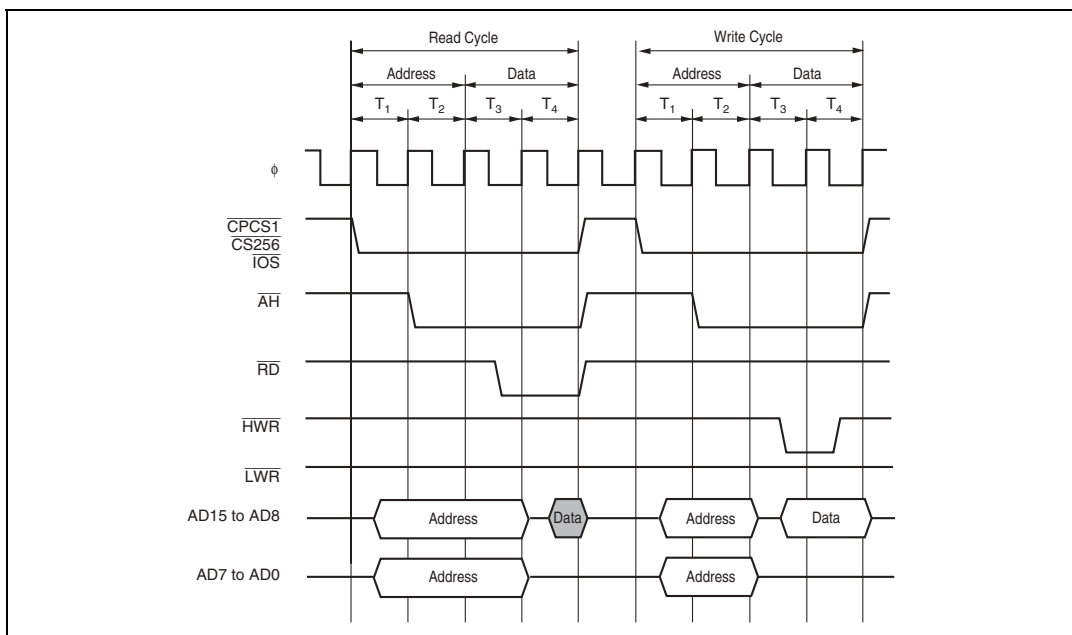 Read Cycle Write Cycle
Address Data Address Data
T1 T2 T3 T4 T1 T2 T3 T4
ϕ
CPCS1
CS256
IOS
AH
RD
HWR
LWR
AD15 to AD8 Address Data Address Data
AD7 to AD0 Address Address